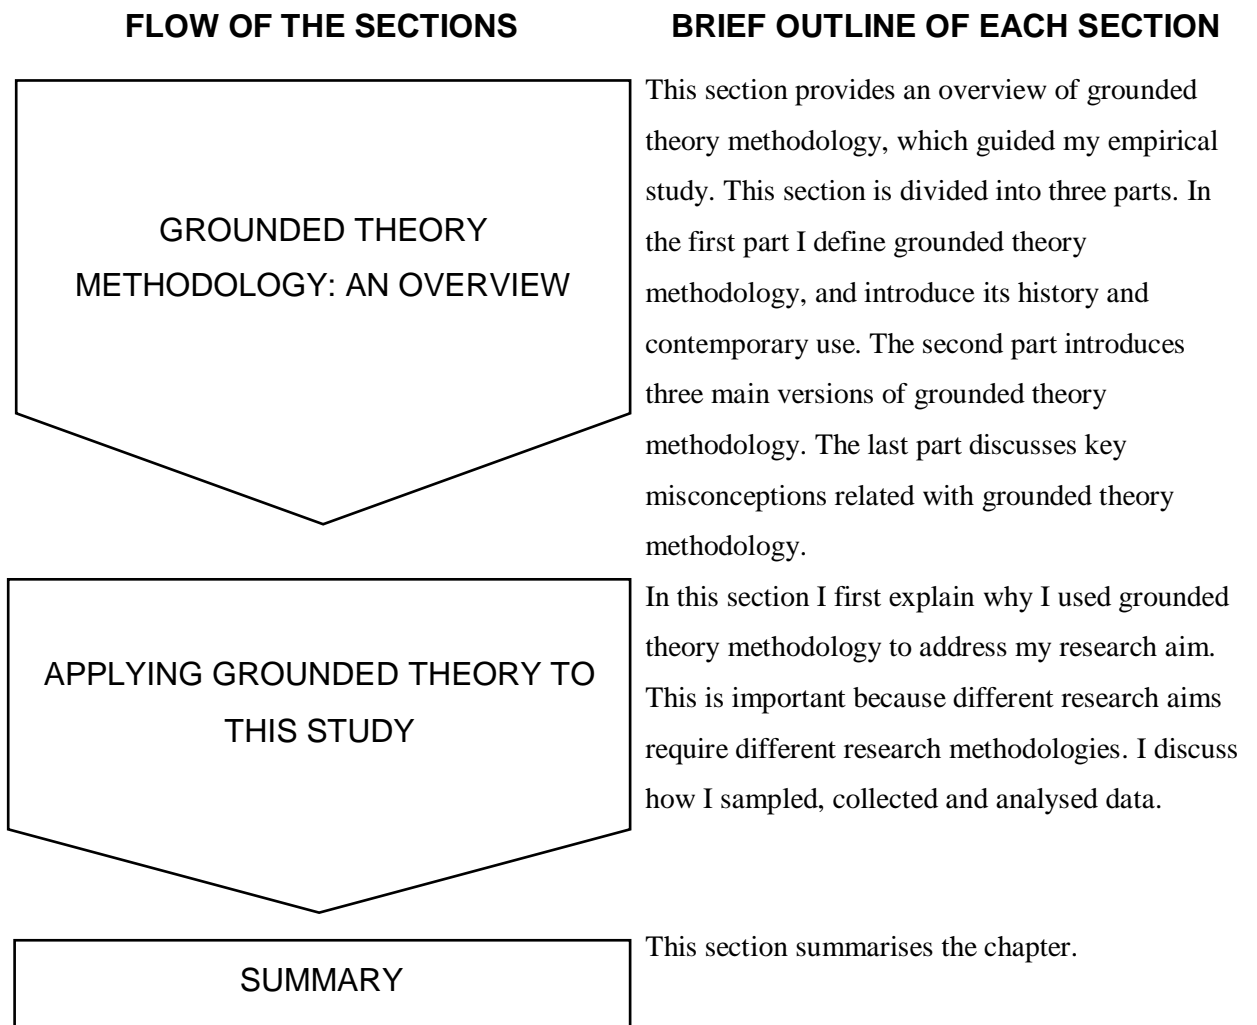 FLOW OF THE SECTIONS
BRIEF OUTLINE OF EACH SECTION
GROUNDED THEORY
METHODOLOGY: AN OVERVIEW
This section provides an overview of grounded
theory methodology, which guided my empirical
study. This section is divided into three parts. In
the first part I define grounded theory
methodology, and introduce its history and
contemporary use. The second part introduces
three main versions of grounded theory
methodology. The last part discusses key
misconceptions related with grounded theory
methodology.
APPLYING GROUNDED THEORY TO
THIS STUDY
In this section I first explain why I used grounded
theory methodology to address my research aim.
This is important because different research aims
require different research methodologies. I discuss
how I sampled, collected and analysed data.
SUMMARY
This section summarises the chapter.